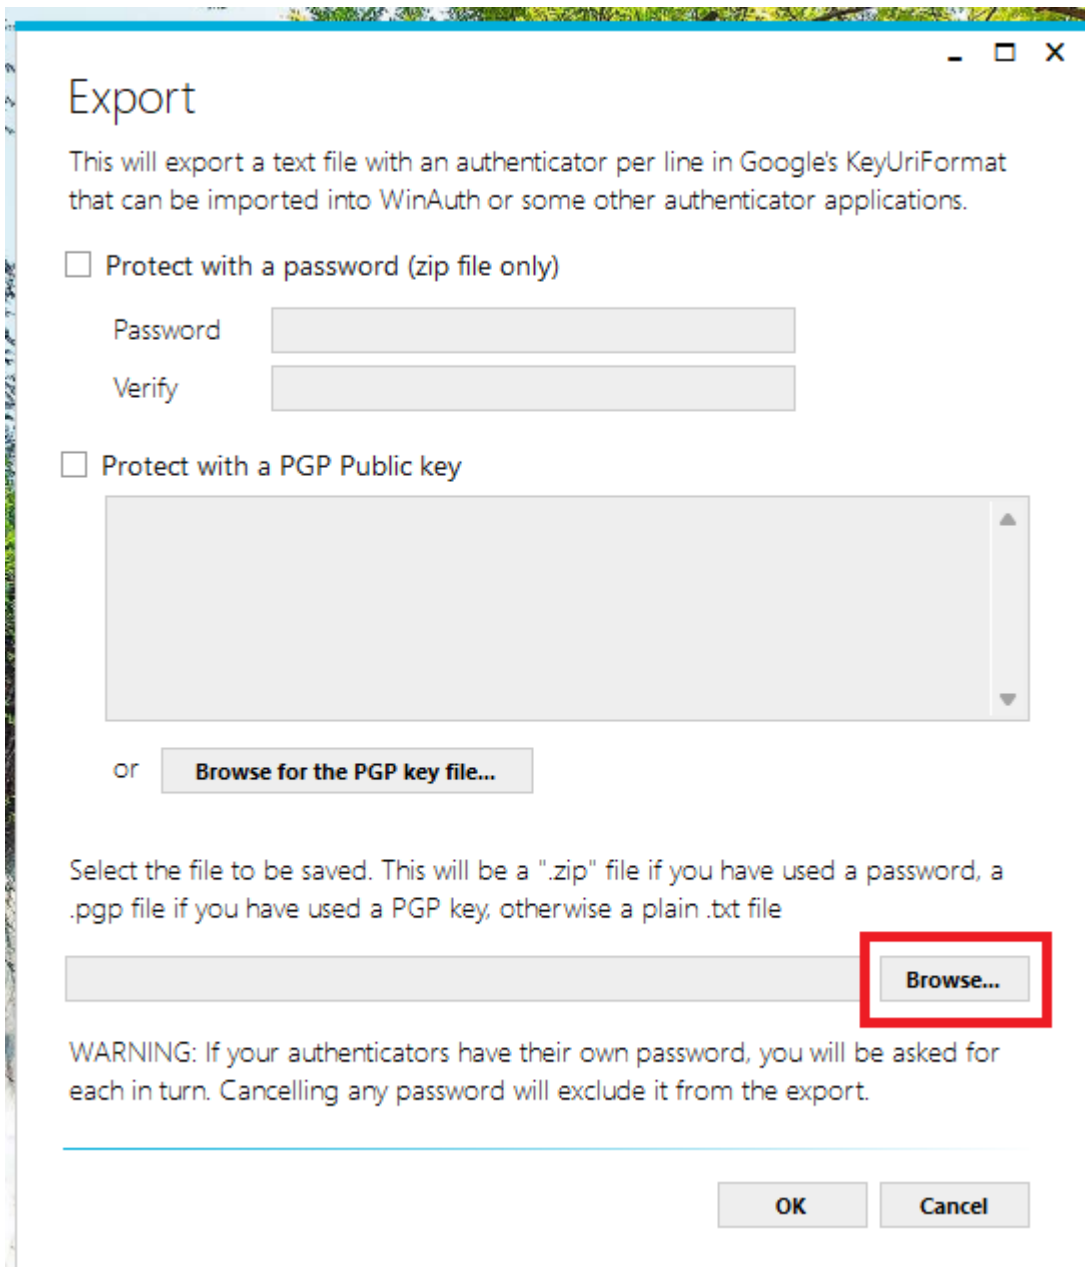 Export
This will export a text file with an authenticator per line in Google's KeyUriFormat
that can be imported into WinAuth or some other authenticator applications.
Protect with a password (zip file only)
Password
Verify
Protect with a PGP Public key
or Browse for the PGP key file...
Select the file to be saved. This will be a ".zip" file if you have used a password, a
.pgp file if you have used a PGP key, otherwise a plain .txt file
Browse...
WARNING: If your authenticators have their own password, you will be asked for
each in turn. Cancelling any password will exclude it from the export.
OK Cancel